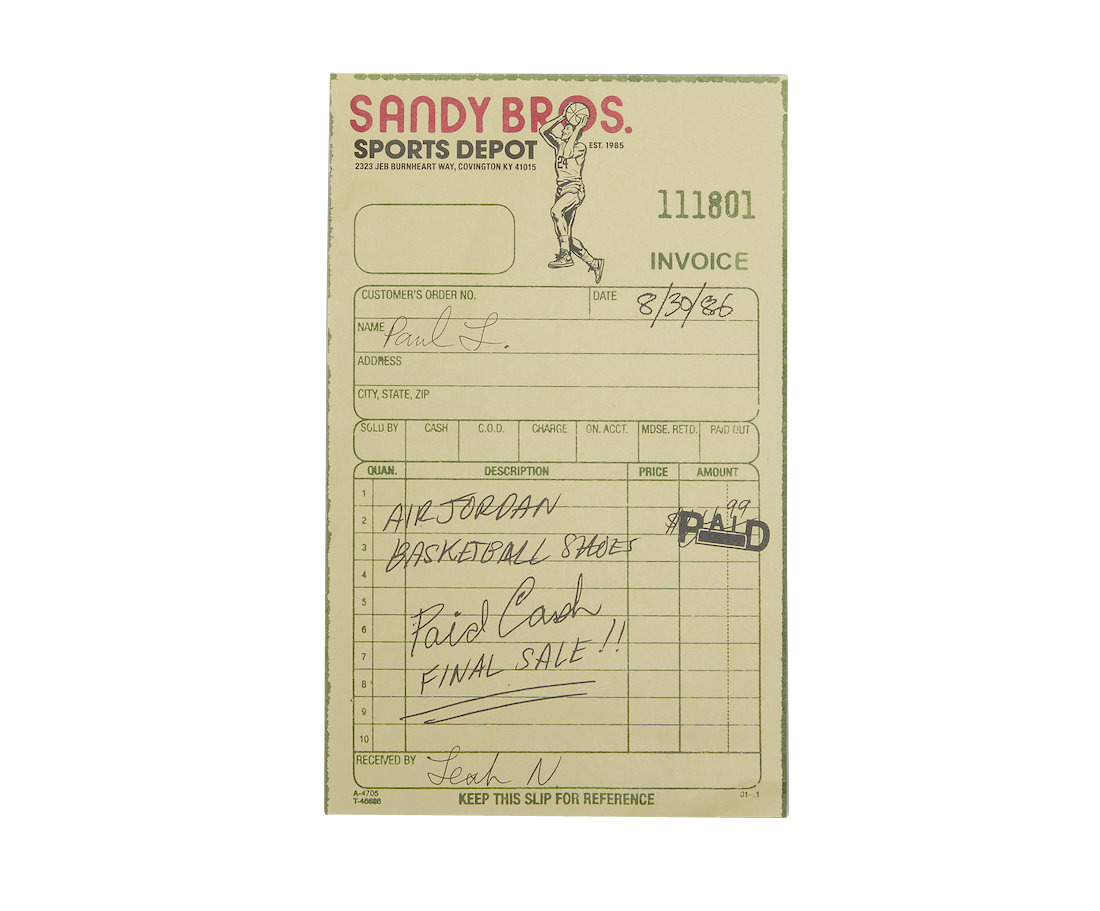 SANDY BROS.
SPORTS DEPOT EST. 1985
2323 JEB BURNHEART WAY, COVINGTON KY 41015
111801
INVOICE
CUSTOMER'S ORDER NO. DATE 8/30/86
NAME Paul L.
ADDRESS
CITY, STATE, ZIP
SOLD BY CASH C.O.D. CHARGE ON. ACCT. MDSE. RETD. PAID OUT
QUAN. DESCRIPTION PRICE AMOUNT
1
2 AIR JORDAN PAID
3 BASKETBALL SHOES
4
5
6 Paid Cash
7 FINAL SALE!!
8
9
10
RECEIVED BY Leah N.
A-4705
KEEP THIS SLIP FOR REFERENCE